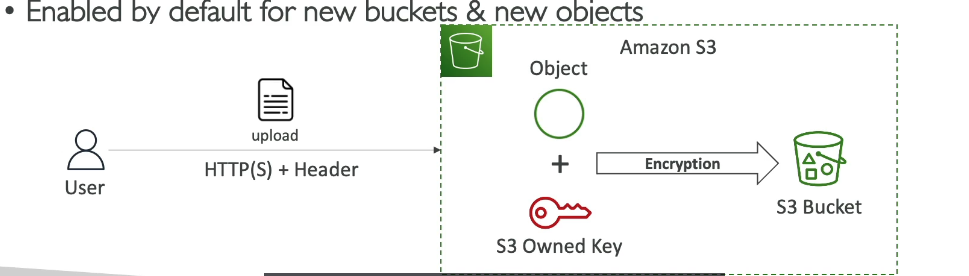 • Enabled by default for new buckets & new objects
Amazon S3
Object
upload
HTTP(S) + Header
User
+
Encryption
S3 Bucket
S3 Owned Key